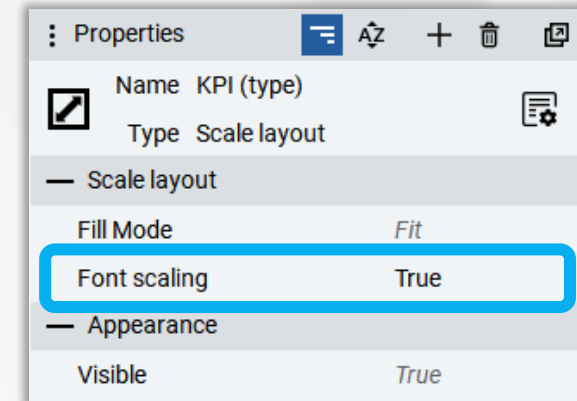 Properties AZ
Name KPI (type)
Type Scale layout
Scale layout
Fill Mode Fit
Font scaling True
Appearance
Visible True